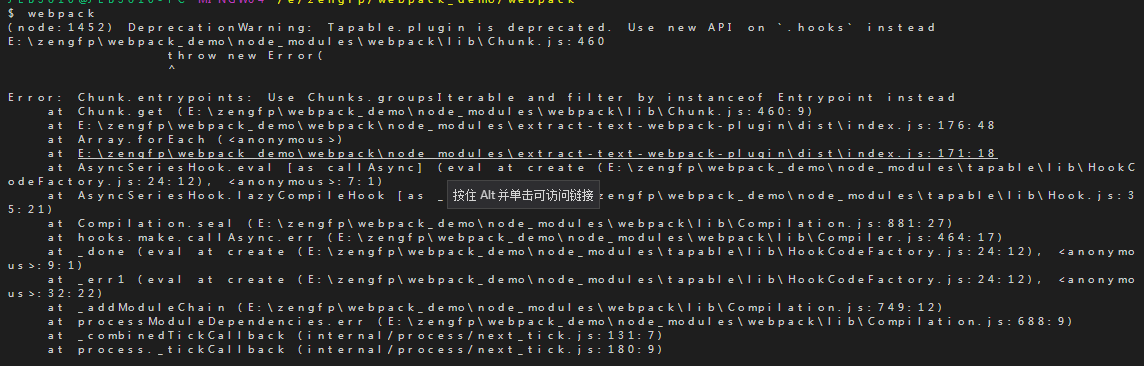 $ webpack
(node:1452) DeprecationWarning: Tapable.plugin is deprecated. Use new API on `.hooks` instead
E:\zengfp\webpack_demo\node_modules\webpack\lib\Chunk.js:460
throw new Error(
^
Error: Chunk.entrypoints: Use Chunks.groupsIterable and filter by instanceof Entrypoint instead
at Chunk.get (E:\zengfp\webpack_demo\node_modules\webpack\lib\Chunk.js:460:9)
at E:\zengfp\webpack_demo\webpack\node_modules\extract-text-webpack-plugin\dist\index.js:176:48
at Array.forEach (<anonymous>)
at E:\zengfp\webpack_demo\webpack\node_modules\extract-text-webpack-plugin\dist\index.js:171:18
at AsyncSeriesHook.eval [as callAsync] (eval at create (E:\zengfp\webpack_demo\node_modules\tapable\lib\HookC
odeFactory.js:24:12), <anonymous>:7:1)
at AsyncSeriesHook.lazyCompileHook [as _ 按住 Alt 并单击可访问链接 zengfp\webpack_demo\node_modules\tapable\lib\Hook.js:3
5:21)
at Compilation.seal (E:\zengfp\webpack_demo\node_modules\webpack\lib\Compilation.js:881:27)
at hooks.make.callAsync.err (E:\zengfp\webpack_demo\node_modules\webpack\lib\Compiler.js:464:17)
at _done (eval at create (E:\zengfp\webpack_demo\node_modules\tapable\lib\HookCodeFactory.js:24:12), <anonymo
us>:9:1)
at _err1 (eval at create (E:\zengfp\webpack_demo\node_modules\tapable\lib\HookCodeFactory.js:24:12), <anonymo
us>:32:22)
at _addModuleChain (E:\zengfp\webpack_demo\node_modules\webpack\lib\Compilation.js:749:12)
at processModuleDependencies.err (E:\zengfp\webpack_demo\node_modules\webpack\lib\Compilation.js:688:9)
at _combinedTickCallback (internal/process/next_tick.js:131:7)
at process._tickCallback (internal/process/next_tick.js:180:9)